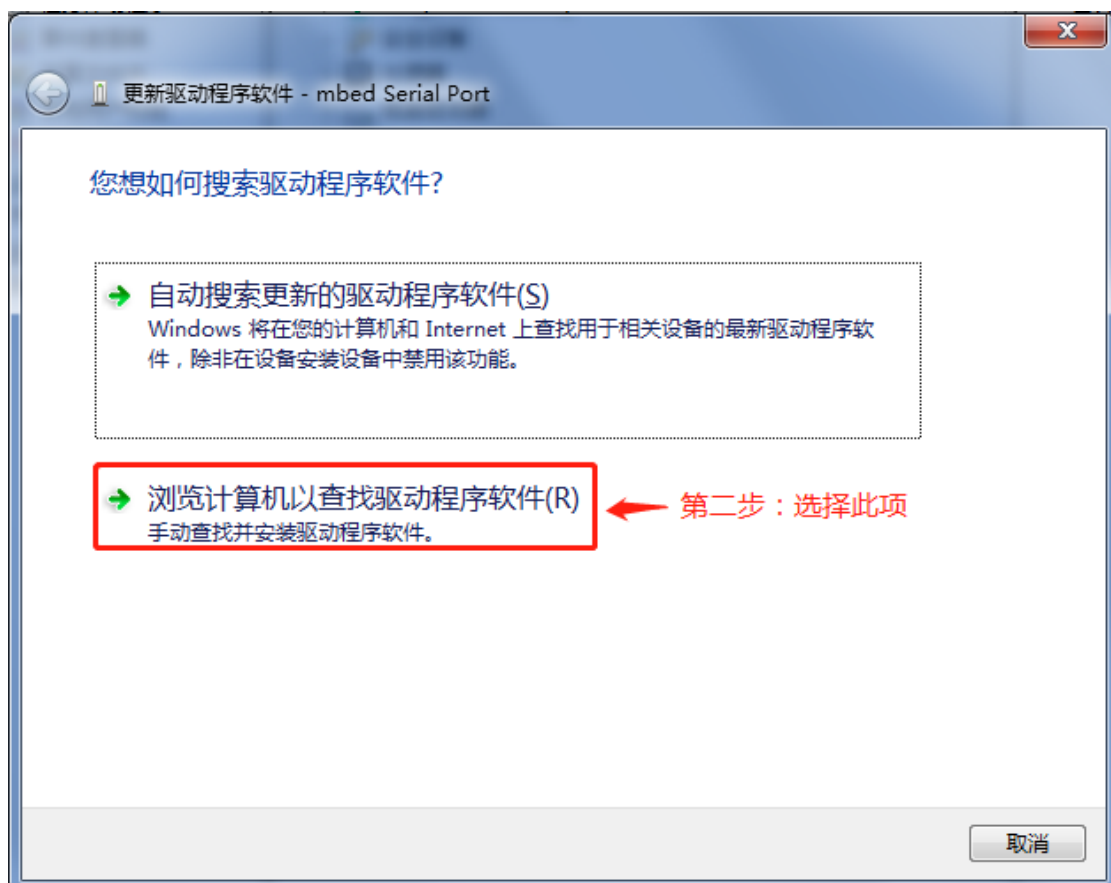 更新驱动程序软件 - mbed Serial Port
您想如何搜索驱动程序软件?
自动搜索更新的驱动程序软件(S)
Windows 将在您的计算机和 Internet 上查找用于相关设备的最新驱动程序软
件，除非在设备安装设备中禁用该功能。
浏览计算机以查找驱动程序软件(R)
手动查找并安装驱动程序软件。
第二步：选择此项
取消